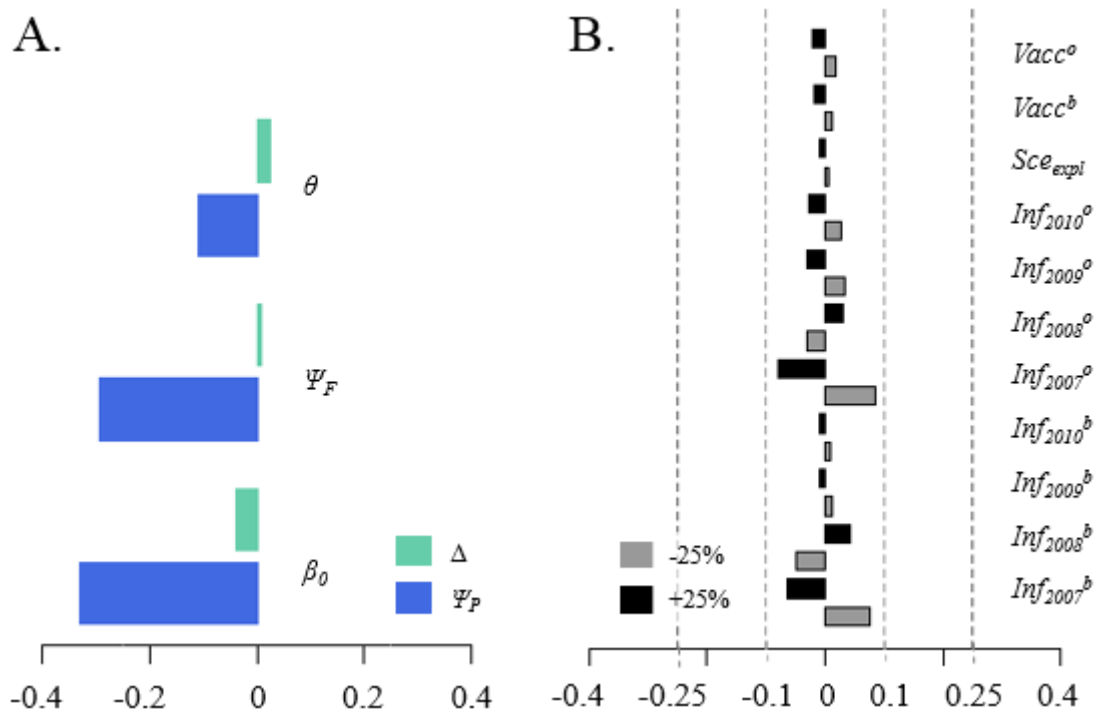 A.
θ
Ψ_F
β_0
Δ
Ψ_P
-0.4 -0.2 0 0.2 0.4
B.
Vacc^o
Vacc^b
Sce_expl
Inf_2010^o
Inf_2009^o
Inf_2008^o
Inf_2007^o
Inf_2010^b
Inf_2009^b
Inf_2008^b
Inf_2007^b
-25%
+25%
-0.4 -0.25 -0.1 0 0.1 0.25 0.4